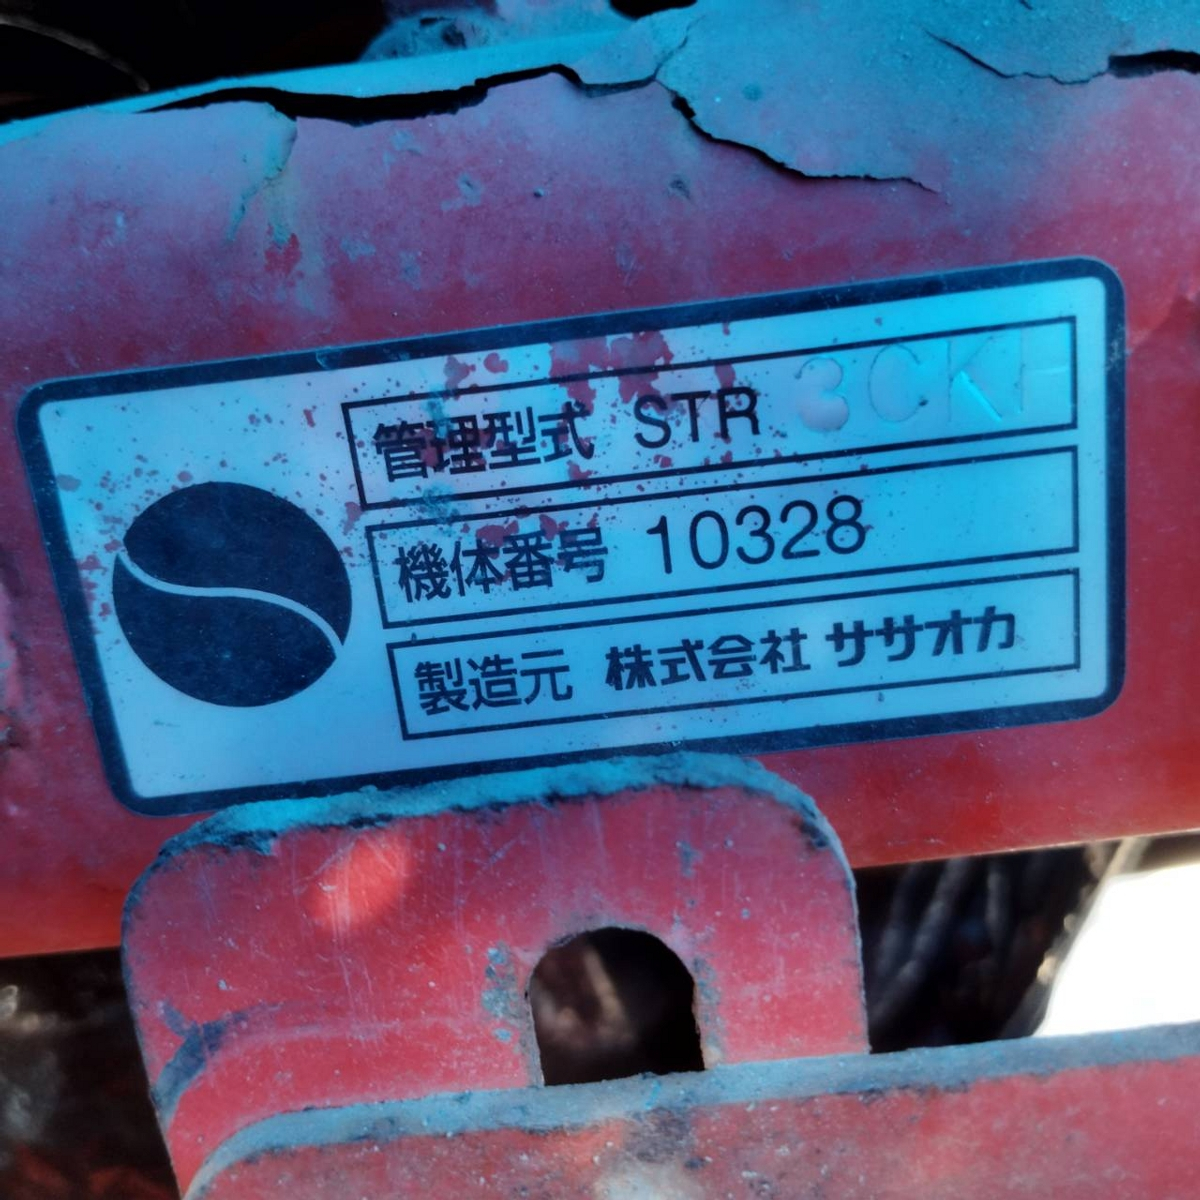 管理型式 STR 3CKF
機体番号 10328
製造元 株式会社 ササオカ